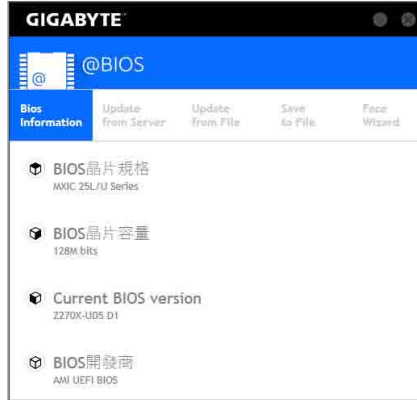 GIGABYTE™
@
@BIOS
Bios Information
Update from Server
Update from File
Save to File
Face Wizard
BIOS晶片規格
MXIC 25L/U Series
BIOS晶片容量
128M bits
Current BIOS version
Z270X-UD5 D1
BIOS開發商
AMI UEFI BIOS